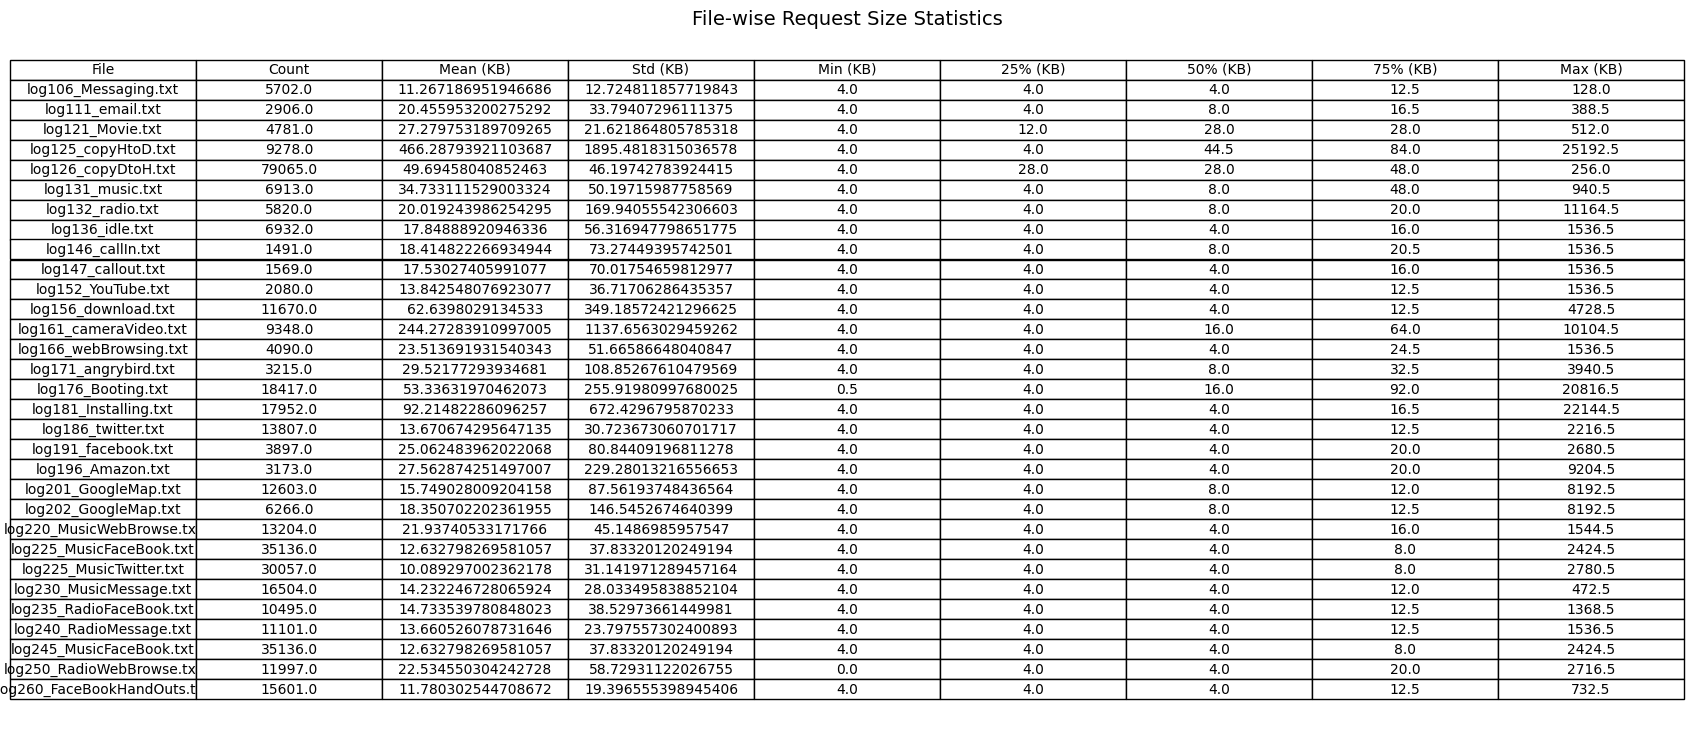 File-wise Request Size Statistics
File Count Mean (KB) Std (KB) Min (KB) 25% (KB) 50% (KB) 75% (KB) Max (KB)
log106_Messaging.txt 5702.0 11.267186951946686 12.724811857719843 4.0 4.0 4.0 12.5 128.0
log111_email.txt 2906.0 20.455953200275292 33.79407296111375 4.0 4.0 8.0 16.5 388.5
log121_Movie.txt 4781.0 27.279753189709265 21.621864805785318 4.0 12.0 28.0 28.0 512.0
log125_copyHtoD.txt 9278.0 466.28793921103687 1895.4818315036578 4.0 4.0 44.5 84.0 25192.5
log126_copyDtoH.txt 79065.0 49.69458040852463 46.19742783924415 4.0 28.0 28.0 48.0 256.0
log131_music.txt 6913.0 34.733111529003324 50.19715987758569 4.0 4.0 8.0 48.0 940.5
log132_radio.txt 5820.0 20.019243986254295 169.94055542306603 4.0 4.0 8.0 20.0 11164.5
log136_idle.txt 6932.0 17.84888920946336 56.316947798651775 4.0 4.0 4.0 16.0 1536.5
log146_callIn.txt 1491.0 18.414822266934944 73.27449395742501 4.0 4.0 8.0 20.5 1536.5
log147_callout.txt 1569.0 17.53027405991077 70.01754659812977 4.0 4.0 4.0 16.0 1536.5
log152_YouTube.txt 2080.0 13.842548076923077 36.71706286435357 4.0 4.0 4.0 12.5 1536.5
log156_download.txt 11670.0 62.6398029134533 349.18572421296625 4.0 4.0 4.0 12.5 4728.5
log161_cameraVideo.txt 9348.0 244.27283910997005 1137.6563029459262 4.0 4.0 16.0 64.0 10104.5
log166_webBrowsing.txt 4090.0 23.513691931540343 51.66586648040847 4.0 4.0 4.0 24.5 1536.5
log171_angrybird.txt 3215.0 29.52177293934681 108.85267610479569 4.0 4.0 8.0 32.5 3940.5
log176_Booting.txt 18417.0 53.33631970462073 255.91980997680025 0.5 4.0 16.0 92.0 20816.5
log181_Installing.txt 17952.0 92.21482286096257 672.4296795870233 4.0 4.0 4.0 16.5 22144.5
log186_twitter.txt 13807.0 13.670674295647135 30.723673060701717 4.0 4.0 4.0 12.5 2216.5
log191_facebook.txt 3897.0 25.062483962022068 80.844091968​11278 4.0 4.0 4.0 20.0 2680.5
log196_Amazon.txt 3173.0 27.562874251497007 229.28013216556653 4.0 4.0 4.0 20.0 9204.5
log201_GoogleMap.txt 12603.0 15.749028009204158 87.56193748436564 4.0 4.0 8.0 12.0 8192.5
log202_GoogleMap.txt 6266.0 18.350702202361955 146.5452674640399 4.0 4.0 8.0 12.5 8192.5
log220_MusicWebBrowse.tx 13204.0 21.93740533171766 45.1486985957547 4.0 4.0 4.0 16.0 1544.5
log225_MusicFaceBook.txt 35136.0 12.632798269581057 37.83320120249194 4.0 4.0 4.0 8.0 2424.5
log225_MusicTwitter.txt 30057.0 10.089297002362178 31.141971289457164 4.0 4.0 4.0 8.0 2780.5
log230_MusicMessage.txt 16504.0 14.232246728065924 28.033495838852104 4.0 4.0 4.0 12.0 472.5
log235_RadioFaceBook.txt 10495.0 14.733539780848023 38.52973661449981 4.0 4.0 4.0 12.5 1368.5
log240_RadioMessage.txt 11101.0 13.660526078731646 23.797557302400893 4.0 4.0 4.0 12.5 1536.5
log245_MusicFaceBook.txt 35136.0 12.632798269581057 37.83320120249194 4.0 4.0 4.0 8.0 2424.5
log250_RadioWebBrowse.tx 11997.0 22.534550304242728 58.72931122026755 0.0 4.0 4.0 20.0 2716.5
og260_FaceBookHandOuts.t 15601.0 11.780302544708672 19.396555398945406 4.0 4.0 4.0 12.5 732.5